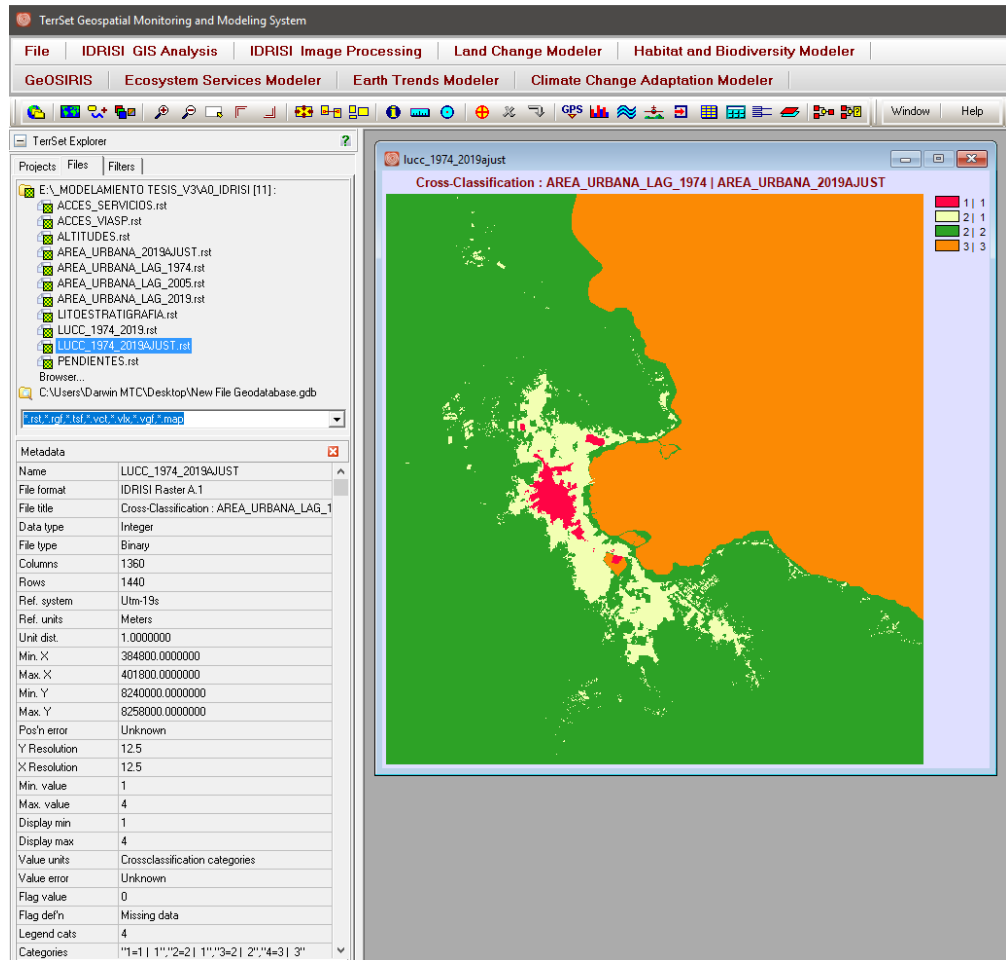 TerrSet Geospatial Monitoring and Modeling System
File IDRISI GIS Analysis IDRISI Image Processing Land Change Modeler Habitat and Biodiversity Modeler
GeOSIRIS Ecosystem Services Modeler Earth Trends Modeler Climate Change Adaptation Modeler
GPS Window Help
TerrSet Explorer ?
Projects Files Filters
E:\_MODELAMIENTO TESIS_V3\A0_IDRISI [11] :
ACCES_SERVICIOS.rst
ACCES_VIASP.rst
ALTITUDES.rst
AREA_URBANA_2019AJUST.rst
AREA_URBANA_LAG_1974.rst
AREA_URBANA_LAG_2005.rst
AREA_URBANA_LAG_2019.rst
LITOESTRATIGRAFIA.rst
LUCC_1974_2019.rst
LUCC_1974_2019AJUST.rst
PENDIENTES.rst
Browser...
C:\Users\Darwin MTC\Desktop\New File Geodatabase.gdb
*.rst,*.rgf,*.tsf,*.vct,*.vlx,*.vgf,*.map
Metadata
Name LUCC_1974_2019AJUST
File format IDRISI Raster A.1
File title Cross-Classification : AREA_URBANA_LAG_1
Data type Integer
File type Binary
Columns 1360
Rows 1440
Ref. system Utm-19s
Ref. units Meters
Unit dist. 1.0000000
Min. X 384800.0000000
Max. X 401800.0000000
Min. Y 8240000.0000000
Max. Y 8258000.0000000
Pos'n error Unknown
Y Resolution 12.5
X Resolution 12.5
Min. value 1
Max. value 4
Display min 1
Display max 4
Value units Crossclassification categories
Value error Unknown
Flag value 0
Flag def'n Missing data
Legend cats 4
Categories "1=1 | 1","2=2 | 1","3=2 | 2","4=3 | 3"
lucc_1974_2019ajust
Cross-Classification : AREA_URBANA_LAG_1974 | AREA_URBANA_2019AJUST
1 | 1
2 | 1
2 | 2
3 | 3